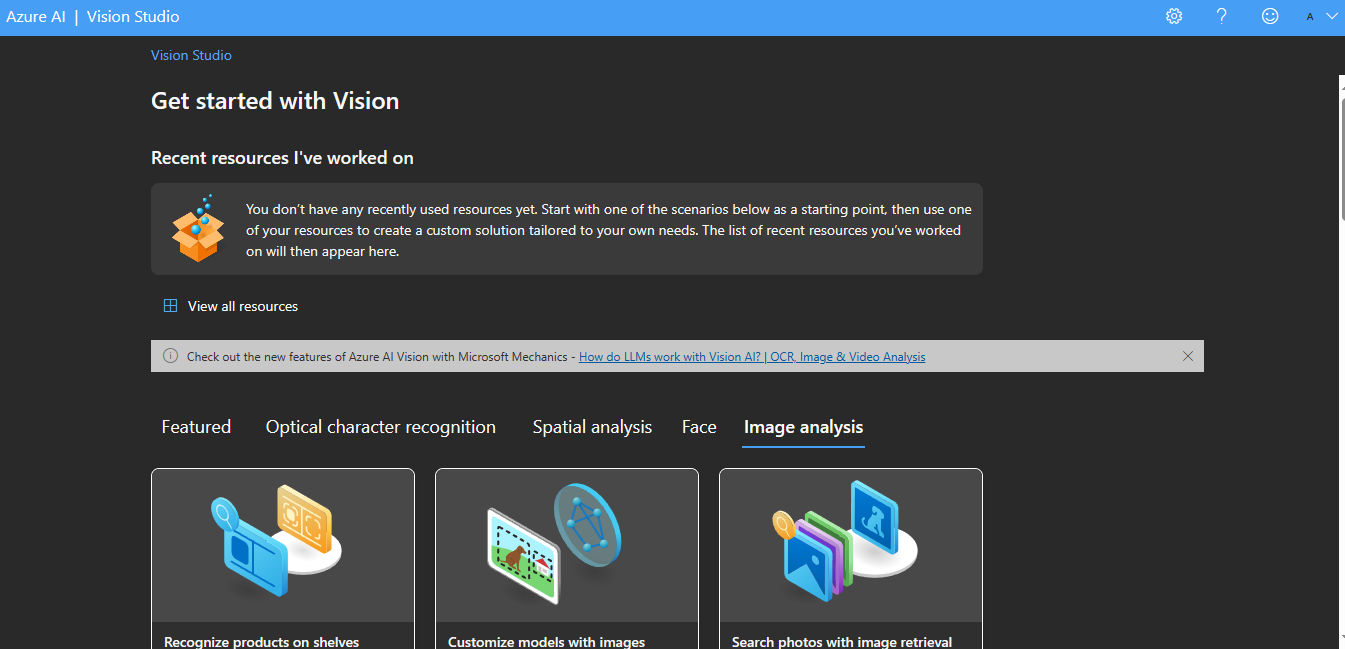 Azure AI | Vision Studio
A
Vision Studio
Get started with Vision
Recent resources I've worked on
You don’t have any recently used resources yet. Start with one of the scenarios below as a starting point, then use one
of your resources to create a custom solution tailored to your own needs. The list of recent resources you’ve worked
on will then appear here.
View all resources
Check out the new features of Azure AI Vision with Microsoft Mechanics - How do LLMs work with Vision AI? | OCR, Image & Video Analysis
Featured Optical character recognition Spatial analysis Face Image analysis
Recognize products on shelves Customize models with images Search photos with image retrieval